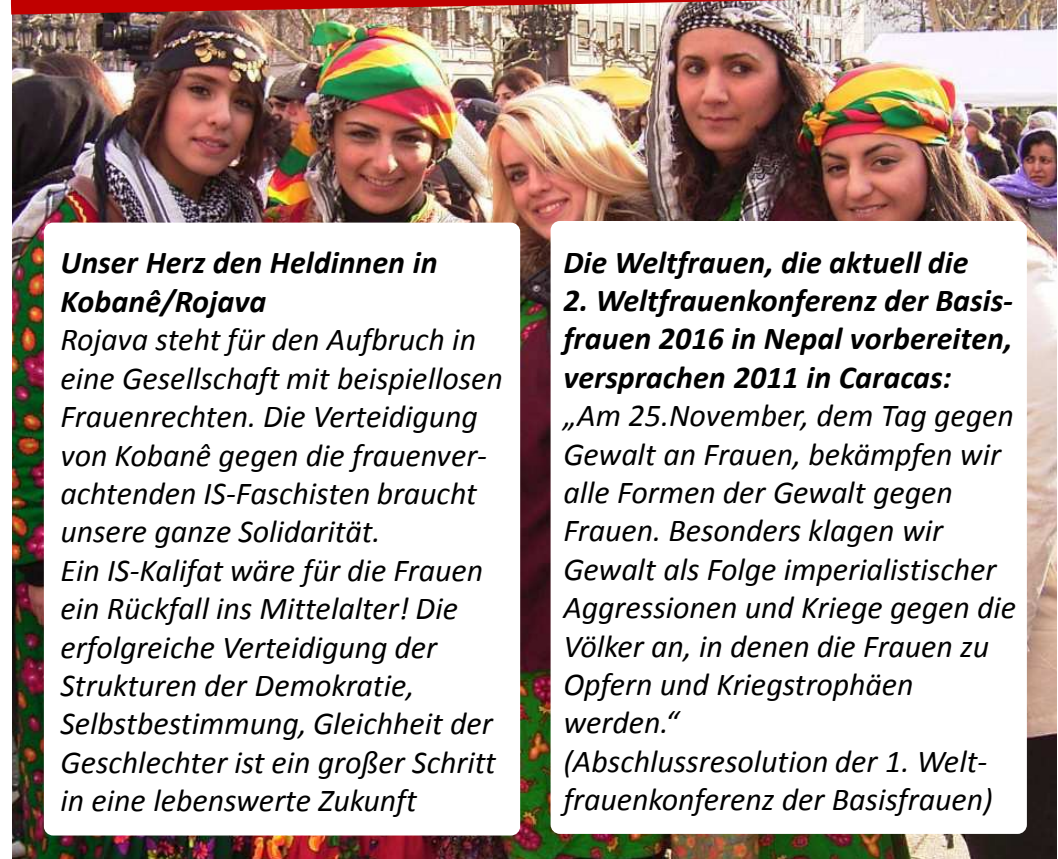 Unser Herz den Heldinnen in
Kobanê/Rojava
Rojava steht für den Aufbruch in
eine Gesellschaft mit beispiellosen
Frauenrechten. Die Verteidigung
von Kobanê gegen die frauenver-
achtenden IS-Faschisten braucht
unsere ganze Solidarität.
Ein IS-Kalifat wäre für die Frauen
ein Rückfall ins Mittelalter! Die
erfolgreiche Verteidigung der
Strukturen der Demokratie,
Selbstbestimmung, Gleichheit der
Geschlechter ist ein großer Schritt
in eine lebenswerte Zukunft
Die Weltfrauen, die aktuell die
2. Weltfrauenkonferenz der Basis-
frauen 2016 in Nepal vorbereiten,
versprachen 2011 in Caracas:
„Am 25.November, dem Tag gegen
Gewalt an Frauen, bekämpfen wir
alle Formen der Gewalt gegen
Frauen. Besonders klagen wir
Gewalt als Folge imperialistischer
Aggressionen und Kriege gegen die
Völker an, in denen die Frauen zu
Opfern und Kriegstrophäen
werden.“
(Abschlussresolution der 1. Welt-
frauenkonferenz der Basisfrauen)